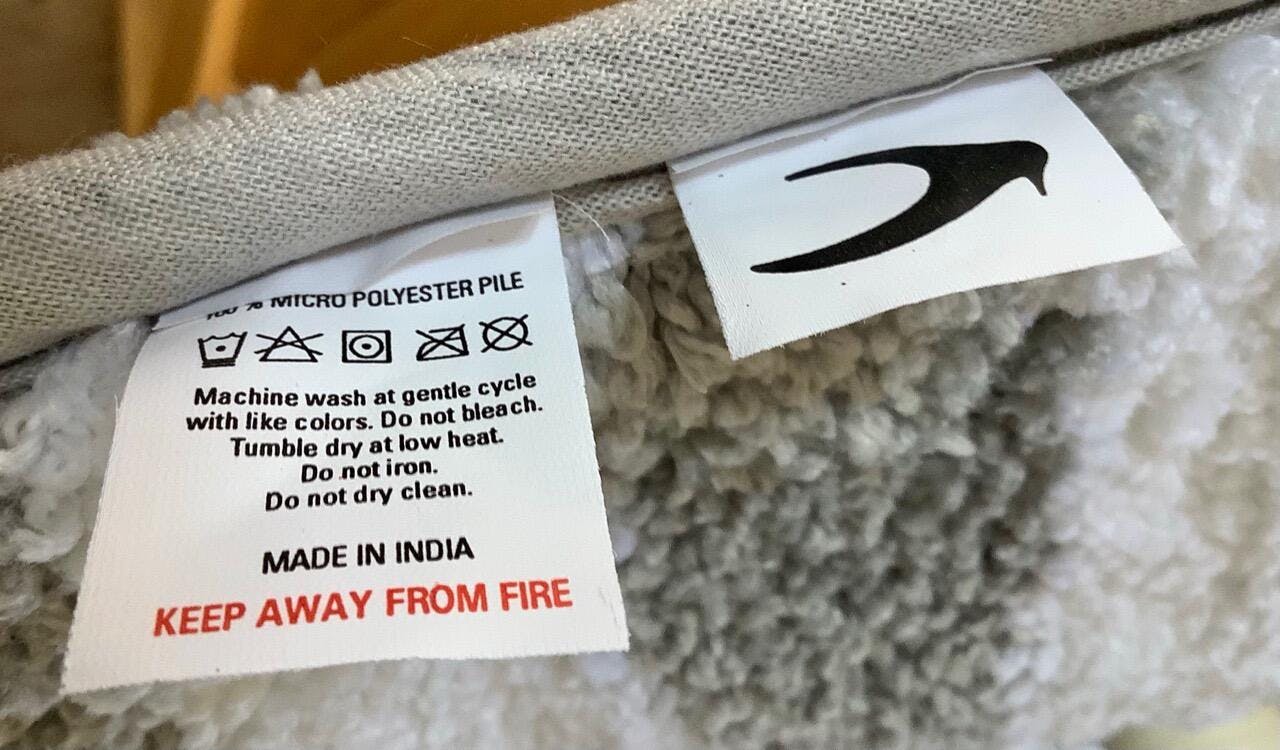 100 % MICRO POLYESTER PILE
Machine wash at gentle cycle
with like colors. Do not bleach.
Tumble dry at low heat.
Do not iron.
Do not dry clean.
MADE IN INDIA
KEEP AWAY FROM FIRE